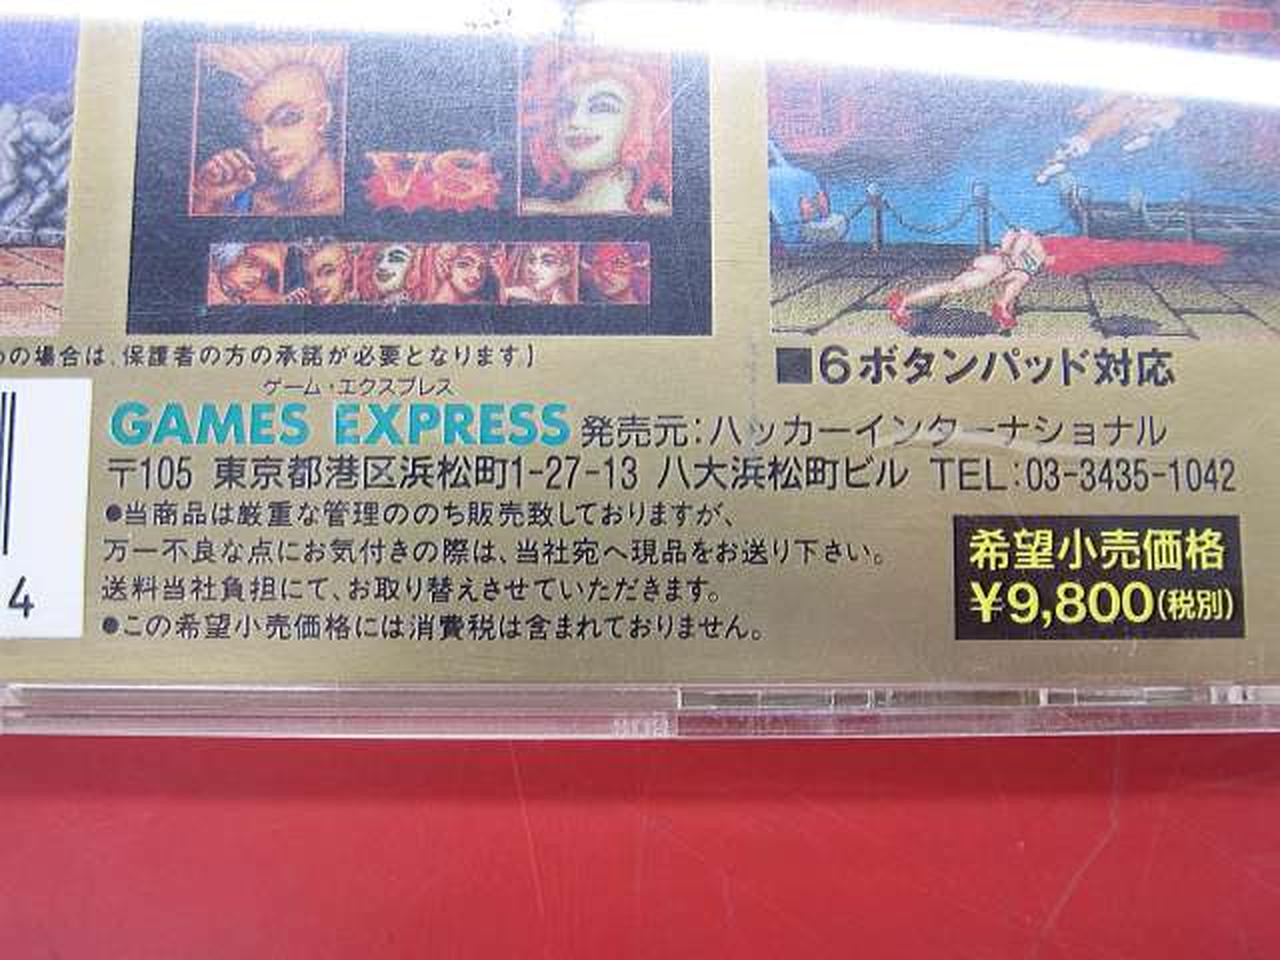 VS
の場合は、保護者の方の承諾が必要となります)
■6ボタンパッド対応
ゲーム・エクスプレス
GAMES EXPRESS 発売元:ハッカーインターナショナル
〒105 東京都港区浜松町1-27-13 八大浜松町ビル TEL:03-3435-1042
●当商品は厳重な管理ののち販売致しておりますが、
万一不良な点にお気付きの際は、当社宛へ現品をお送り下さい。
送料当社負担にて、お取り替えさせていただきます。
●この希望小売価格には消費税は含まれておりません。
希望小売価格
¥9,800(税別)
4